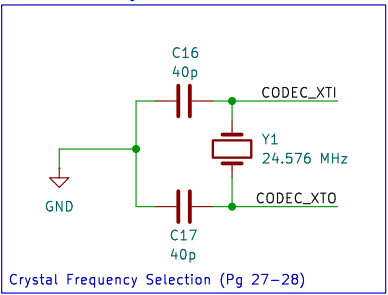 C16
40p
CODEC_XTI
Y1
24.576 MHz
GND
CODEC_XTO
C17
40p
Crystal Frequency Selection (Pg 27-28)